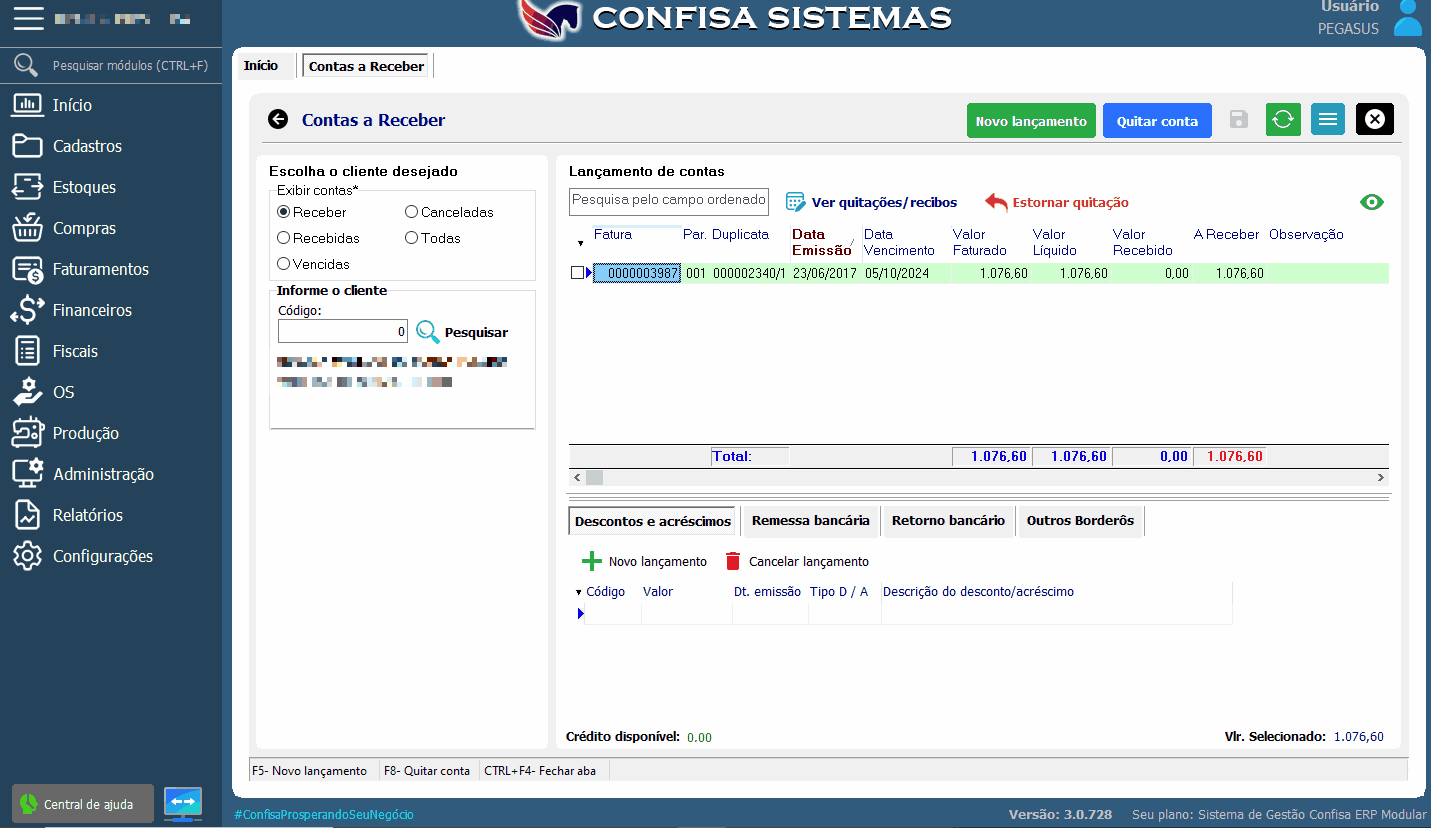 CONFISA SISTEMAS
Usuário
PEGASUS
Pesquisar módulos (CTRL+F)
Início
Cadastros
Estoques
Compras
Faturamentos
Financeiros
Fiscais
OS
Produção
Administração
Relatórios
Configurações
Central de ajuda
Início
Contas a Receber
Contas a Receber
Novo lançamento
Quitar conta
Escolha o cliente desejado
Exibir contas*
Receber
Canceladas
Recebidas
Todas
Vencidas
Informe o cliente
Código:
0
Pesquisar
Lançamento de contas
Pesquisa pelo campo ordenado
Ver quitações/recibos
Estornar quitação
Fatura Par. Duplicata Data Emissão Data Vencimento Valor Faturado Valor Líquido Valor Recebido A Receber Observação
0000003987 001 000002340/1 23/06/2017 05/10/2024 1.076,60 1.076,60 0,00 1.076,60
Total: 1.076,60 1.076,60 0,00 1.076,60
Descontos e acréscimos
Remessa bancária
Retorno bancário
Outros Borderôs
Novo lançamento
Cancelar lançamento
Código Valor Dt. emissão Tipo D / A Descrição do desconto/acréscimo
Crédito disponível: 0.00
Vlr. Selecionado: 1.076,60
F5- Novo lançamento
F8- Quitar conta
CTRL+F4- Fechar aba
#ConfisaProsperandoSeuNegócio
Versão: 3.0.728
Seu plano: Sistema de Gestão Confisa ERP Modular